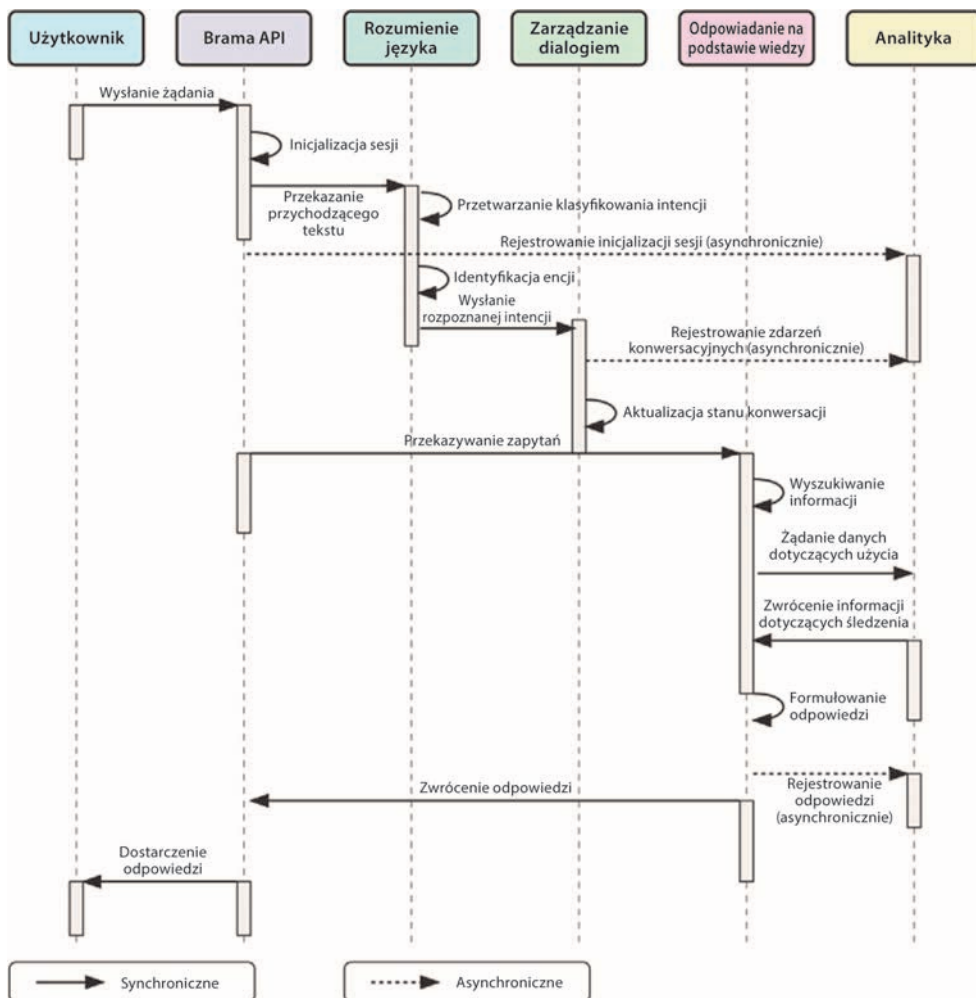 Użytkownik
Brama API
Rozumienie
języka
Zarządzanie
dialogiem
Odpowiadanie na
podstawie wiedzy
Analityka
Wysłanie żądania
Inicjalizacja sesji
Przekazanie
przychodzącego
tekstu
Przetwarzanie klasyfikowania intencji
Rejestrowanie inicjalizacji sesji (asynchronicznie)
Identyfikacja encji
Wysłanie
rozpoznanej intencji
Rejestrowanie zdarzeń
konwersacyjnych (asynchronicznie)
Aktualizacja stanu konwersacji
Przekazywanie zapytań
Wyszukiwanie
informacji
Żądanie danych
dotyczących użycia
Zwrócenie informacji
dotyczących śledzenia
Formułowanie
odpowiedzi
Rejestrowanie
odpowiedzi
(asynchronicznie)
Zwrócenie odpowiedzi
Dostarczenie
odpowiedzi
Synchroniczne
Asynchroniczne